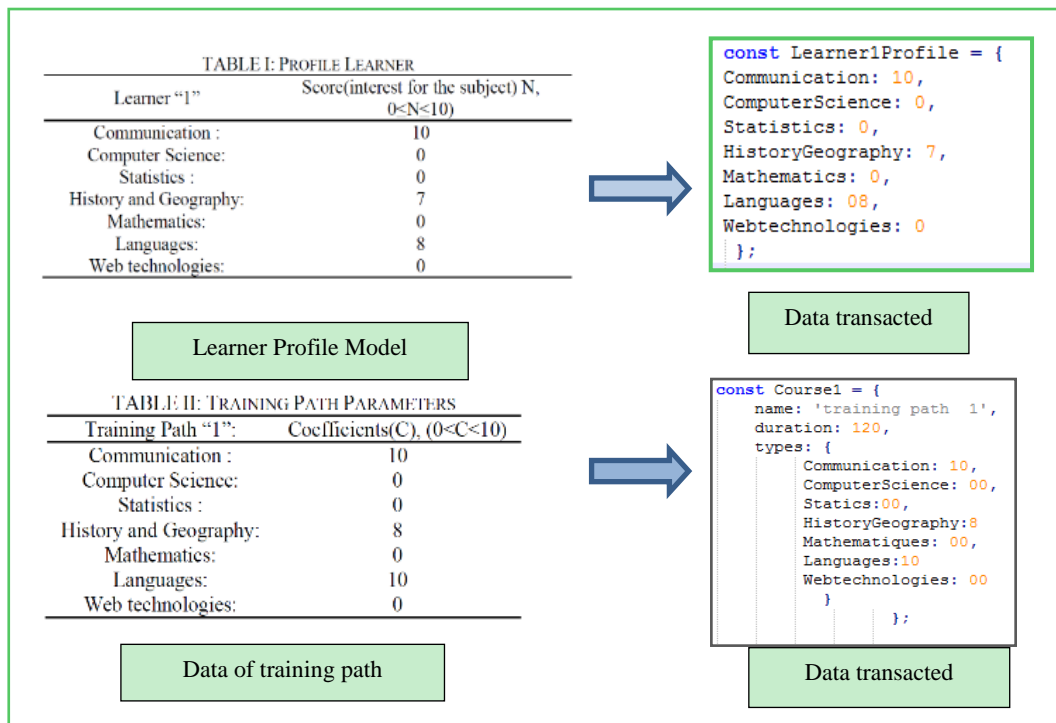 TABLE I: PROFILE LEARNER
Learner “1” Score(interest for the subject) N,
0≤N≤10)
Communication : 10
Computer Science: 0
Statistics : 0
History and Geography: 7
Mathematics: 0
Languages: 8
Web technologies: 0
const Learner1Profile = {
Communication: 10,
ComputerScience: 0,
Statistics: 0,
HistoryGeography: 7,
Mathematics: 0,
Languages: 08,
Webtechnologies: 0
};
Learner Profile Model
Data transacted
TABLE II: TRAINING PATH PARAMETERS
Training Path “1”: Coefficients(C), (0<C<10)
Communication : 10
Computer Science: 0
Statistics : 0
History and Geography: 8
Mathematics: 0
Languages: 10
Web technologies: 0
const Course1 = {
name: 'training path 1',
duration: 120,
types: {
Communication: 10,
ComputerScience: 00,
Statics:00,
HistoryGeography:8
Mathematiques: 00,
Languages:10
Webtechnologies: 00
}
};
Data of training path
Data transacted